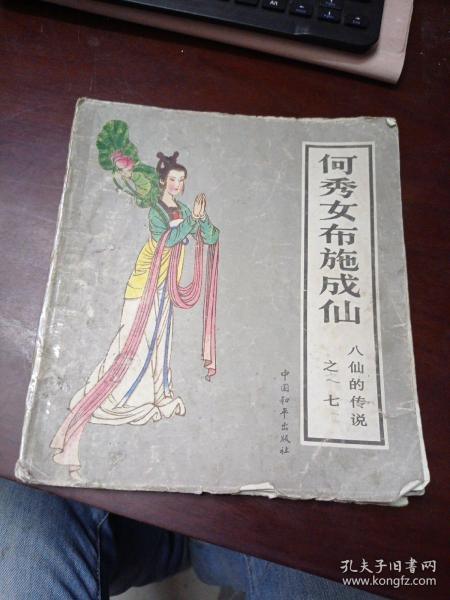 何秀女布施成仙
八仙的传说
之七
中国和平出版社
孔夫子旧书网
www.kongfz.com